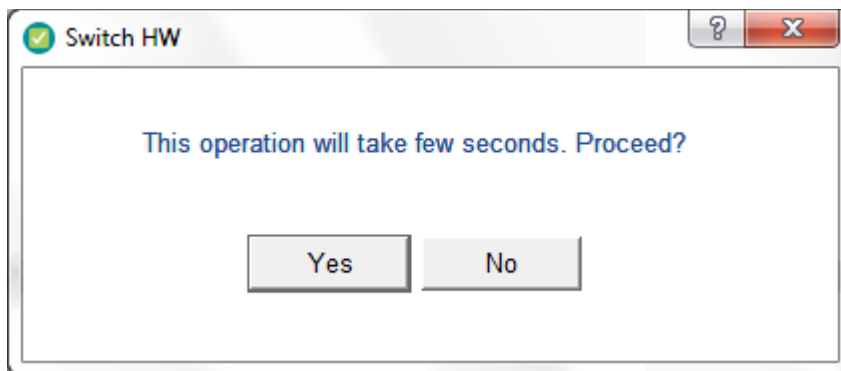 Switch HW
This operation will take few seconds. Proceed?
Yes No